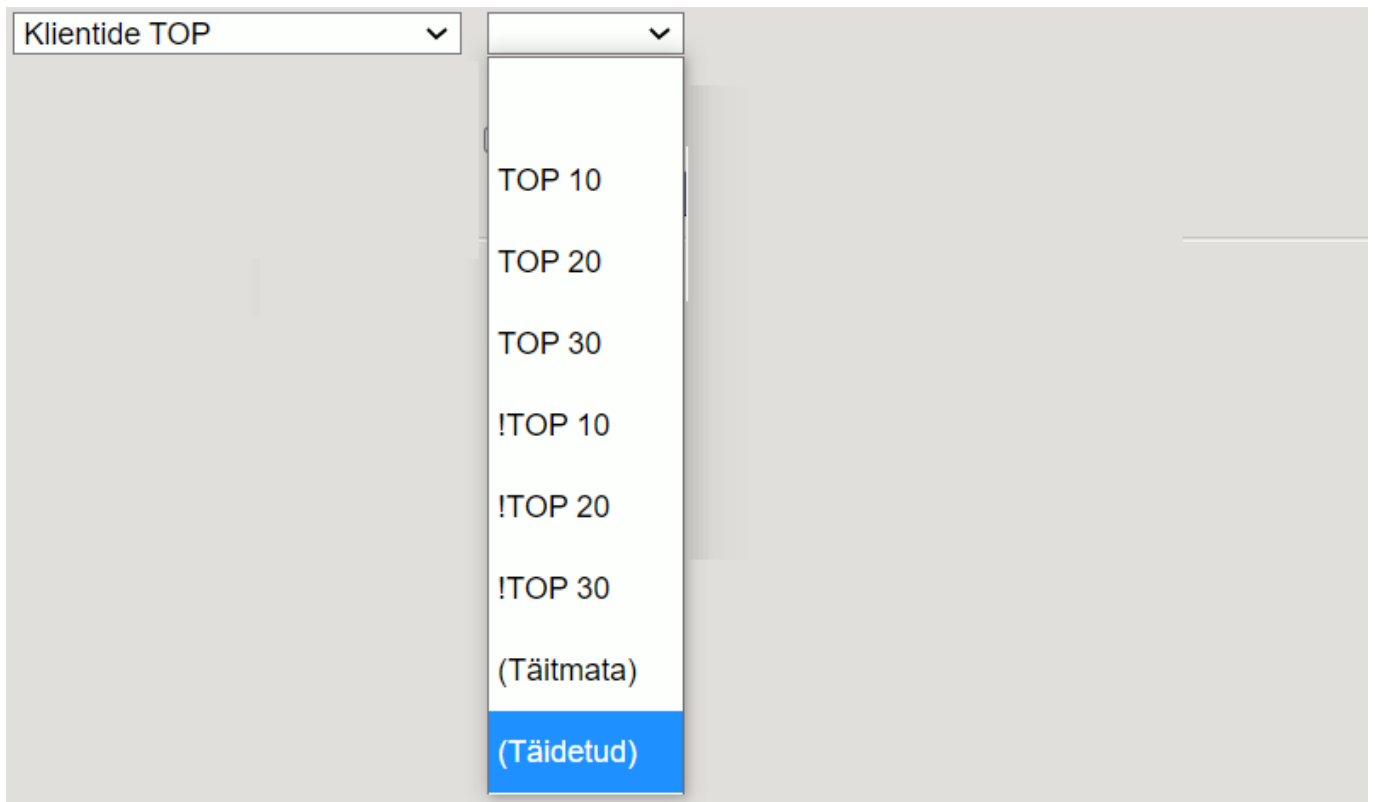 Klientide TOP
TOP 10
TOP 20
TOP 30
!TOP 10
!TOP 20
!TOP 30
(Täitmata)
(Täidetud)